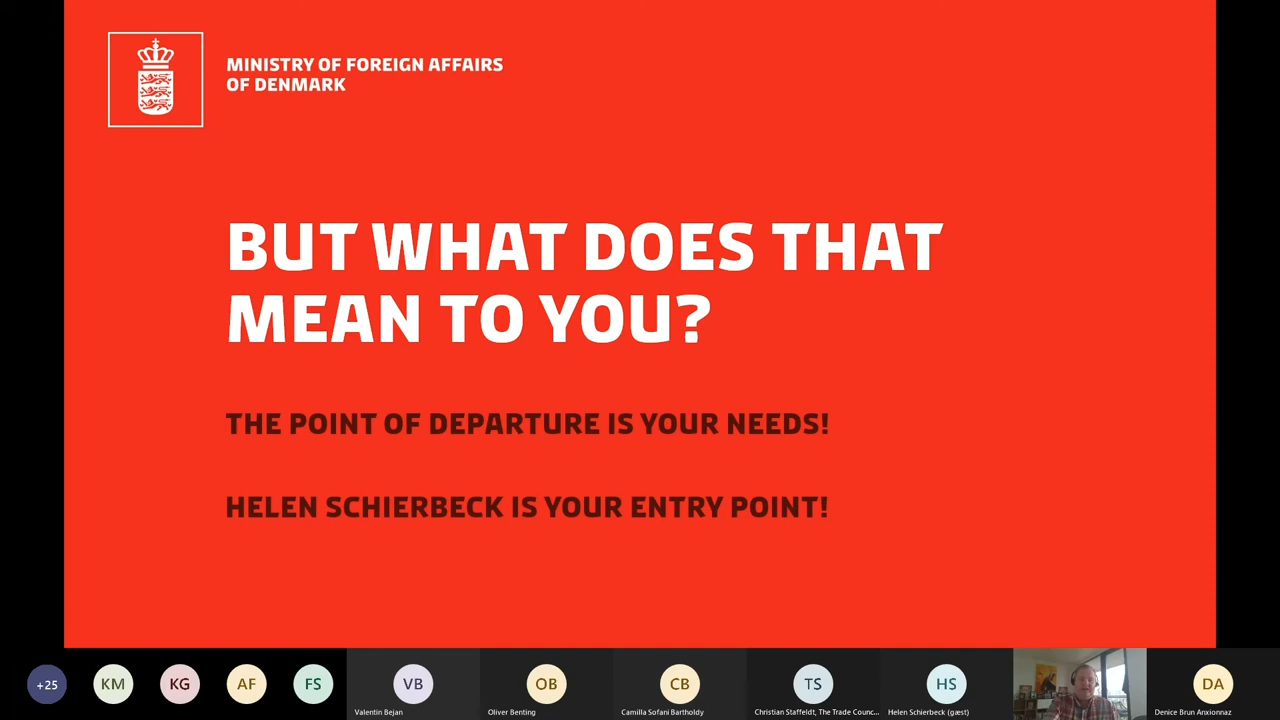 MINISTRY OF FOREIGN AFFAIRS
OF DENMARK
BUT WHAT DOES THAT
MEAN TO YOU?
THE POINT OF DEPARTURE IS YOUR NEEDS!
HELEN SCHIERBECK IS YOUR ENTRY POINT!
+25
KM
KG
AF
FS
VB
OB
CB
TS
HS
DA
Valentin Bejan
Oliver Benting
Camilla Sofani Bartholdy
Christian Staffeldt, The Trade Counc...
Helen Schierbeck (gæst)
Denice Brun Anxionnaz